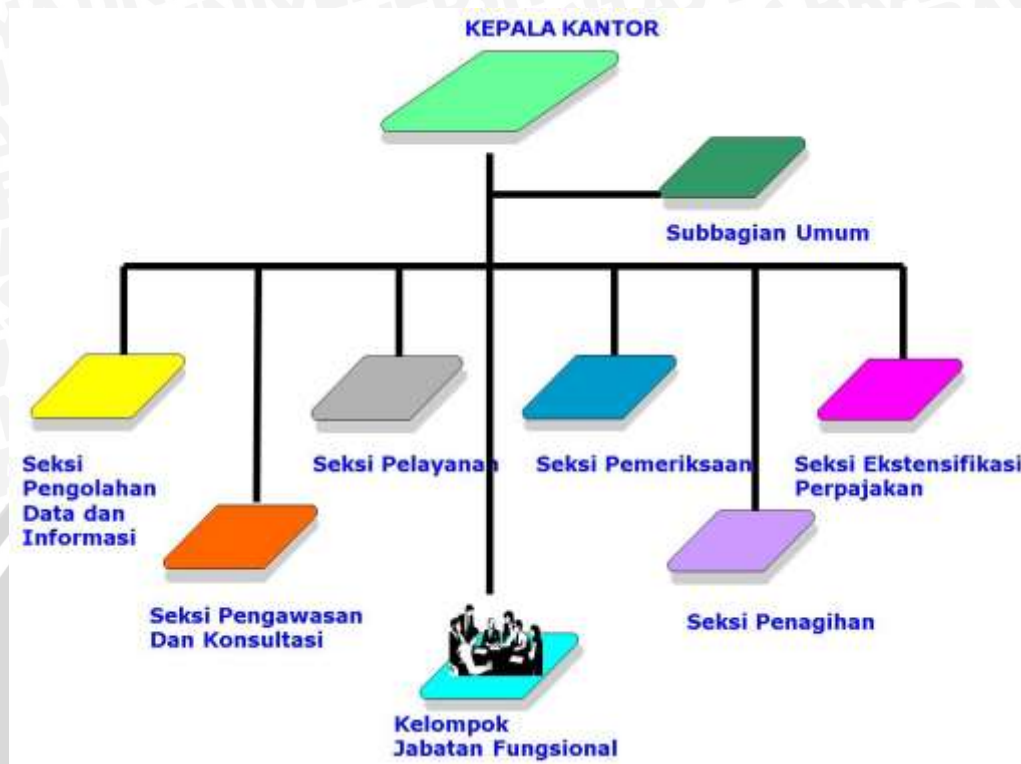 KEPALA KANTOR
Subbagian Umum
Seksi
Pengolahan
Data dan
Informasi
Seksi Pelayanan
Seksi Pemeriksaan
Seksi Ekstensifikasi
Perpajakan
Seksi Pengawasan
Dan Konsultasi
Seksi Penagihan
Kelompok
Jabatan Fungsional